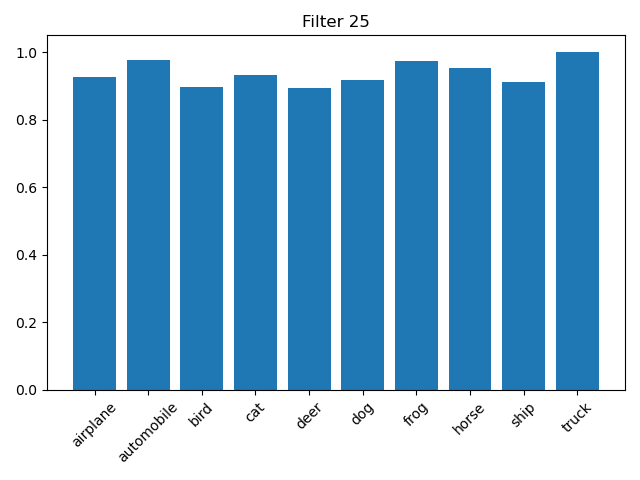 Filter 25
1.0
0.8
0.6
0.4
0.2
0.0
airplane
automobile
bird
cat
deer
dog
frog
horse
ship
truck